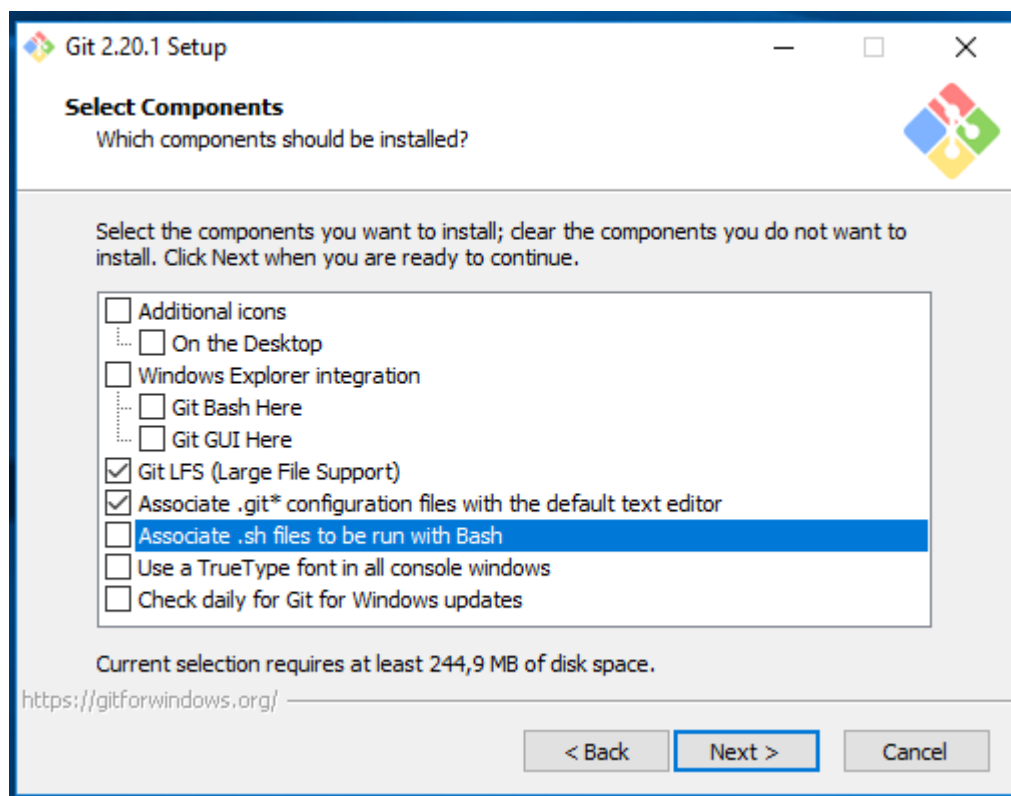 Git 2.20.1 Setup
Select Components
Which components should be installed?
Select the components you want to install; clear the components you do not want to
install. Click Next when you are ready to continue.
Additional icons
On the Desktop
Windows Explorer integration
Git Bash Here
Git GUI Here
Git LFS (Large File Support)
Associate .git* configuration files with the default text editor
Associate .sh files to be run with Bash
Use a TrueType font in all console windows
Check daily for Git for Windows updates
Current selection requires at least 244,9 MB of disk space.
https://gitforwindows.org/
< Back Next > Cancel